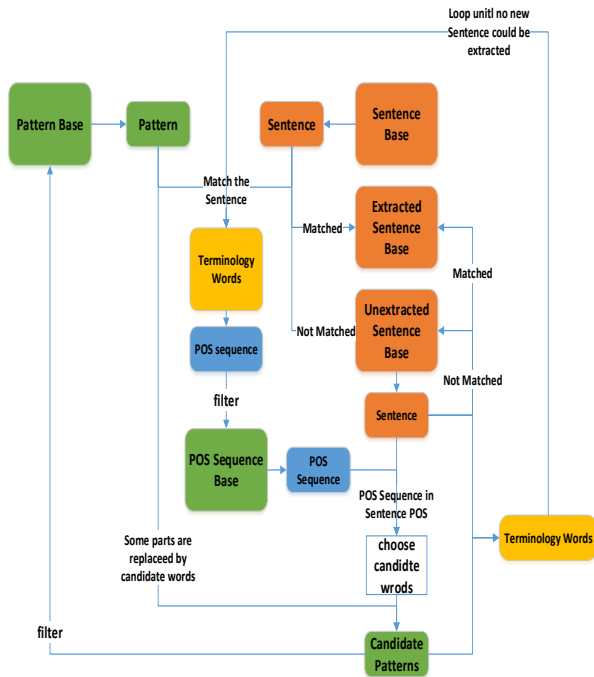 Loop unitl no new
Sentence could be
extracted
Pattern Base
Pattern
Sentence
Sentence
Base
Match the
Sentence
Extracted
Sentence
Base
Matched
Terminology
Words
Matched
Unextracted
Sentence
Base
Not Matched
POS sequence
Not Matched
filter
Sentence
POS Sequence
Base
POS
Sequence
POS Sequence in
Sentence POS
Some parts are
replaceed by
candidate words
choose
candidte
wrods
Terminology Words
filter
Candidate
Patterns